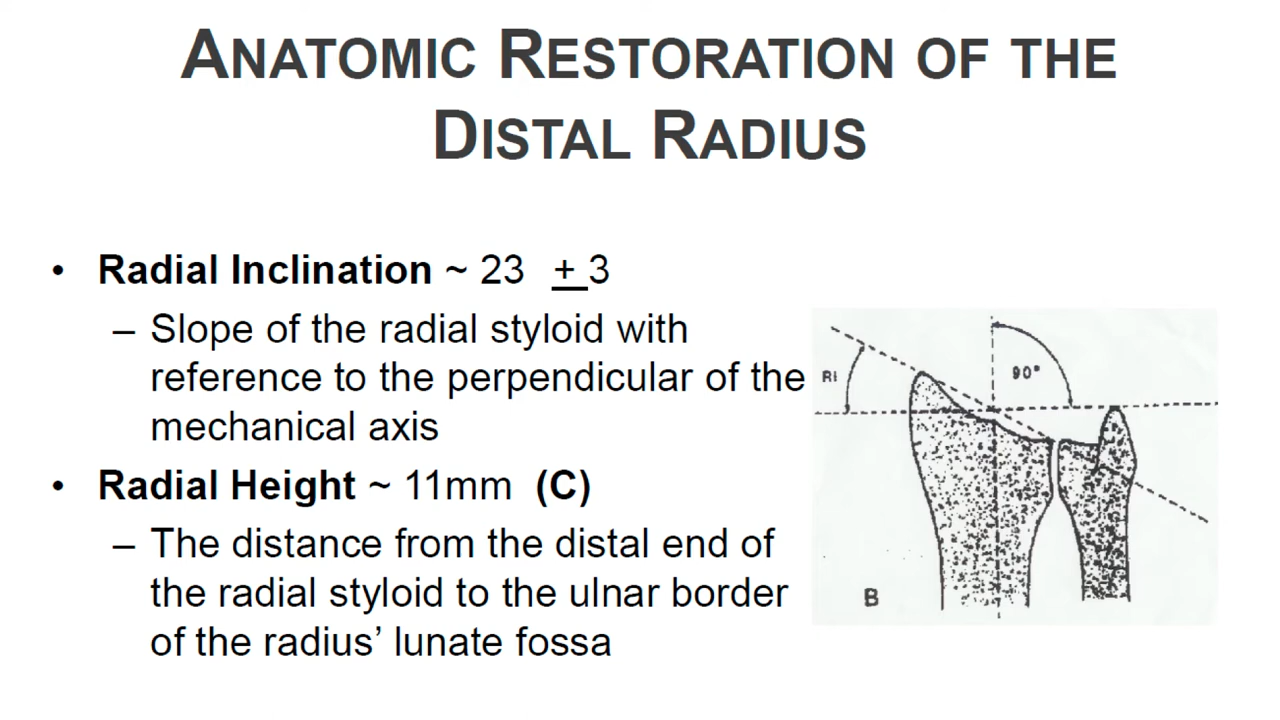 ANATOMIC RESTORATION OF THE
DISTAL RADIUS
• Radial Inclination ~ 23 + 3
– Slope of the radial styloid with
reference to the perpendicular of the
mechanical axis
• Radial Height ~ 11mm (C)
– The distance from the distal end of
the radial styloid to the ulnar border
of the radius’ lunate fossa
RI
90°
B